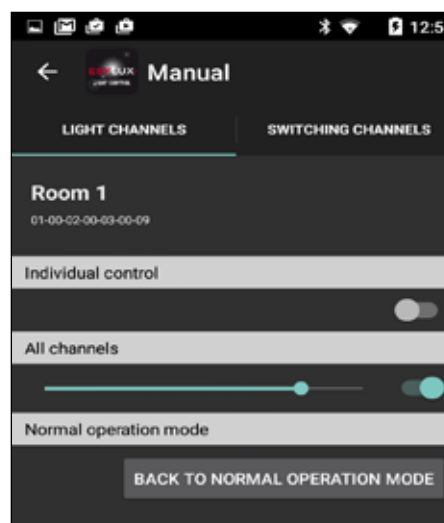 12:5
Manual
LIGHT CHANNELS SWITCHING CHANNELS
Room 1
01-00-02-00-03-00-09
Individual control
All channels
Normal operation mode
BACK TO NORMAL OPERATION MODE